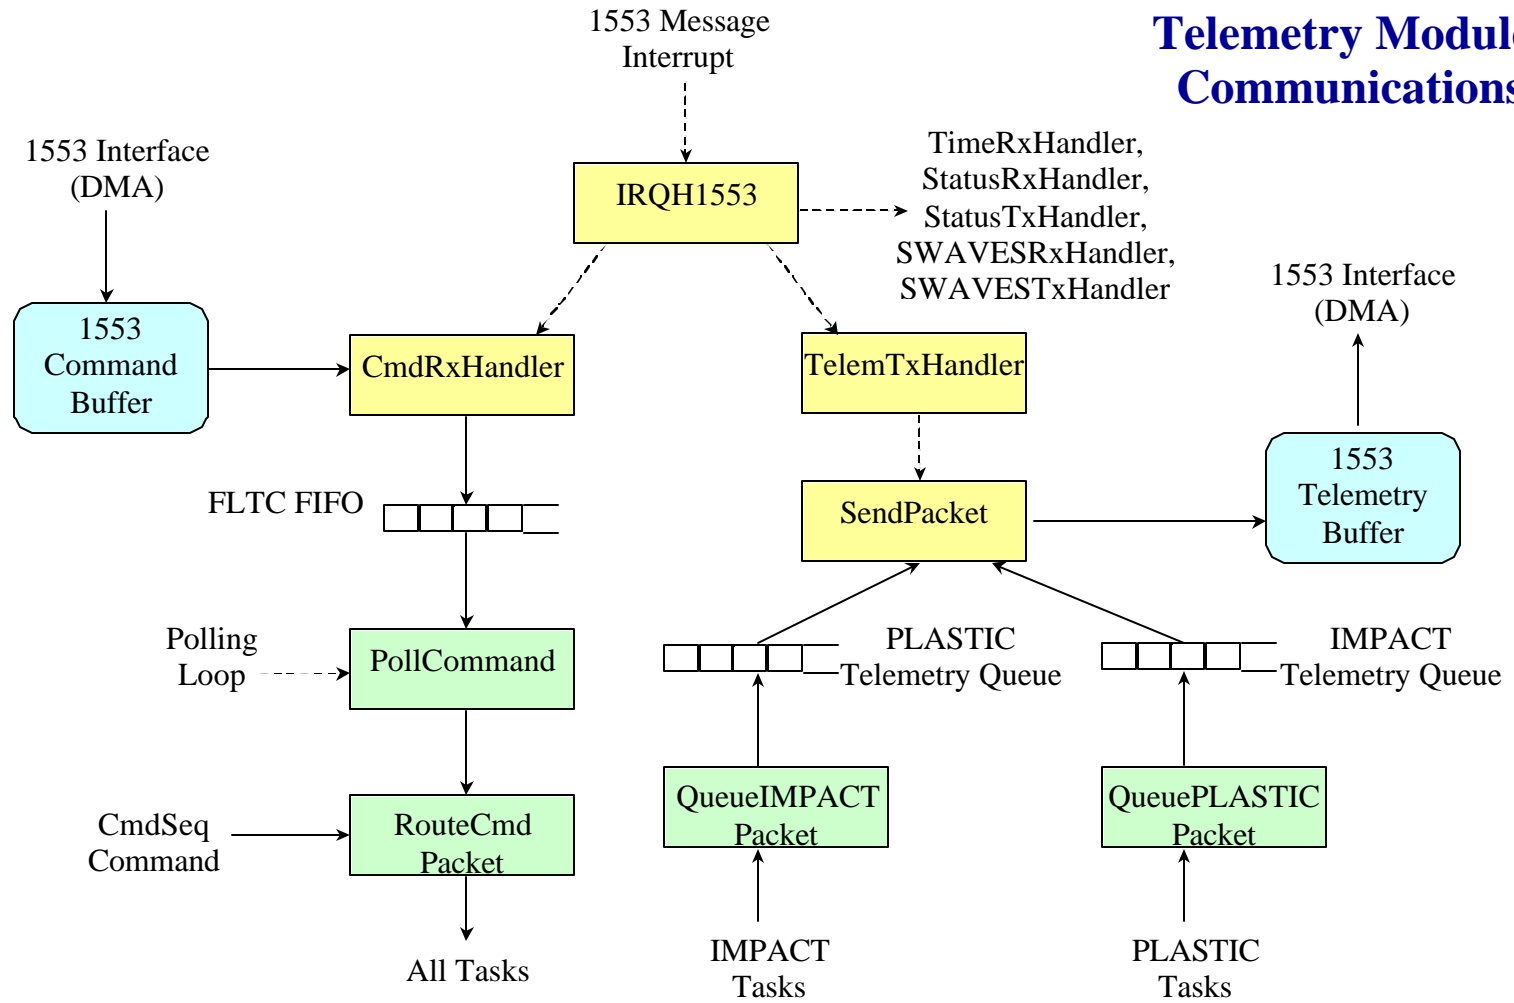 1553 Message
Interrupt
Telemetry Module
Communications
1553 Interface
(DMA)
IRQH1553
TimeRxHandler,
StatusRxHandler,
StatusTxHandler,
SWAVESRxHandler,
SWAVESTxHandler
1553 Interface
(DMA)
1553
Command
Buffer
CmdRxHandler
TelemTxHandler
FLTC FIFO
SendPacket
1553
Telemetry
Buffer
Polling
Loop
PollCommand
PLASTIC
Telemetry Queue
IMPACT
Telemetry Queue
CmdSeq
Command
RouteCmd
Packet
QueueIMPACT
Packet
QueuePLASTIC
Packet
All Tasks
IMPACT
Tasks
PLASTIC
Tasks